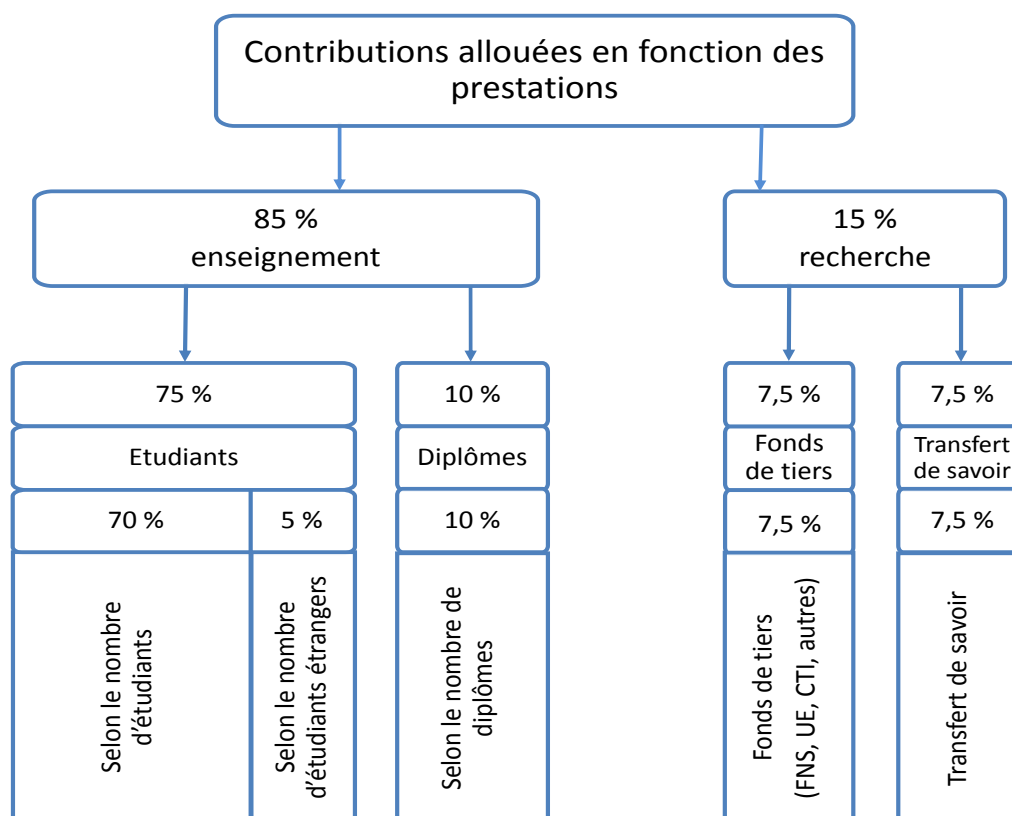 Contributions allouées en fonction des
prestations
85 %
enseignement
15 %
recherche
75 %
10 %
7,5 %
7,5 %
Etudiants
Diplômes
Fonds
de tiers
Transfert
de savoir
70 %
5 %
10 %
7,5 %
7,5 %
Selon le nombre
d’étudiants
Selon le nombre
d’étudiants étrangers
Selon le nombre de
diplômes
Fonds de tiers
(FNS, UE, CTI, autres)
Transfert de savoir